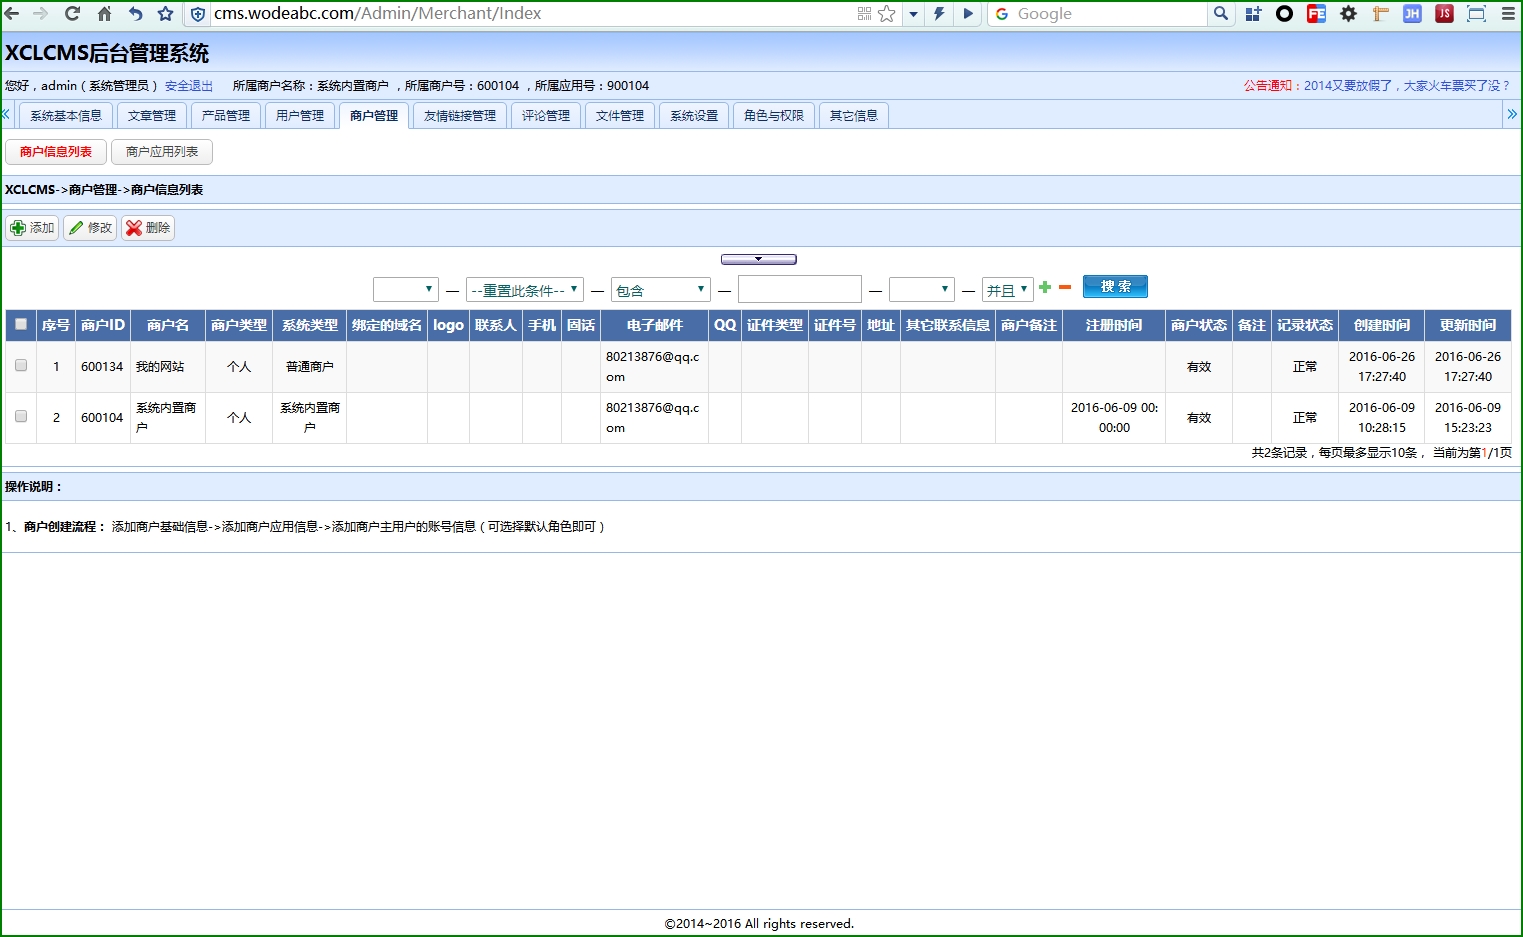 cms.wodeabc.com/Admin/Merchant/Index
Google
FE
JH
JS
XCLCMS后台管理系统
您好，admin（系统管理员） 安全退出 所属商户名称：系统内置商户 ，所属商户号：600104 ，所属应用号：900104 公告通知：2014又要放假了，大家火车票买了没？
系统基本信息 文章管理 产品管理 用户管理 商户管理 友情链接管理 评论管理 文件管理 系统设置 角色与权限 其它信息
商户信息列表 商户应用列表
XCLCMS->商户管理->商户信息列表
添加 修改 删除
— --重置此条件-- — 包含 — — — 并且 搜 索
序号 商户ID 商户名 商户类型 系统类型 绑定的域名 logo 联系人 手机 固话 电子邮件 QQ 证件类型 证件号 地址 其它联系信息 商户备注 注册时间 商户状态 备注 记录状态 创建时间 更新时间
1 600134 我的网站 个人 普通商户 80213876@qq.c
om 有效 正常 2016-06-26
17:27:40 2016-06-26
17:27:40
2 600104 系统内置商
户 个人 系统内置商
户 80213876@qq.c
om 2016-06-09 00:
00:00 有效 正常 2016-06-09
10:28:15 2016-06-09
15:23:23
共2条记录，每页最多显示10条， 当前为第1/1页
操作说明：
1、商户创建流程： 添加商户基础信息->添加商户应用信息->添加商户主用户的账号信息（可选择默认角色即可）
©2014~2016 All rights reserved.